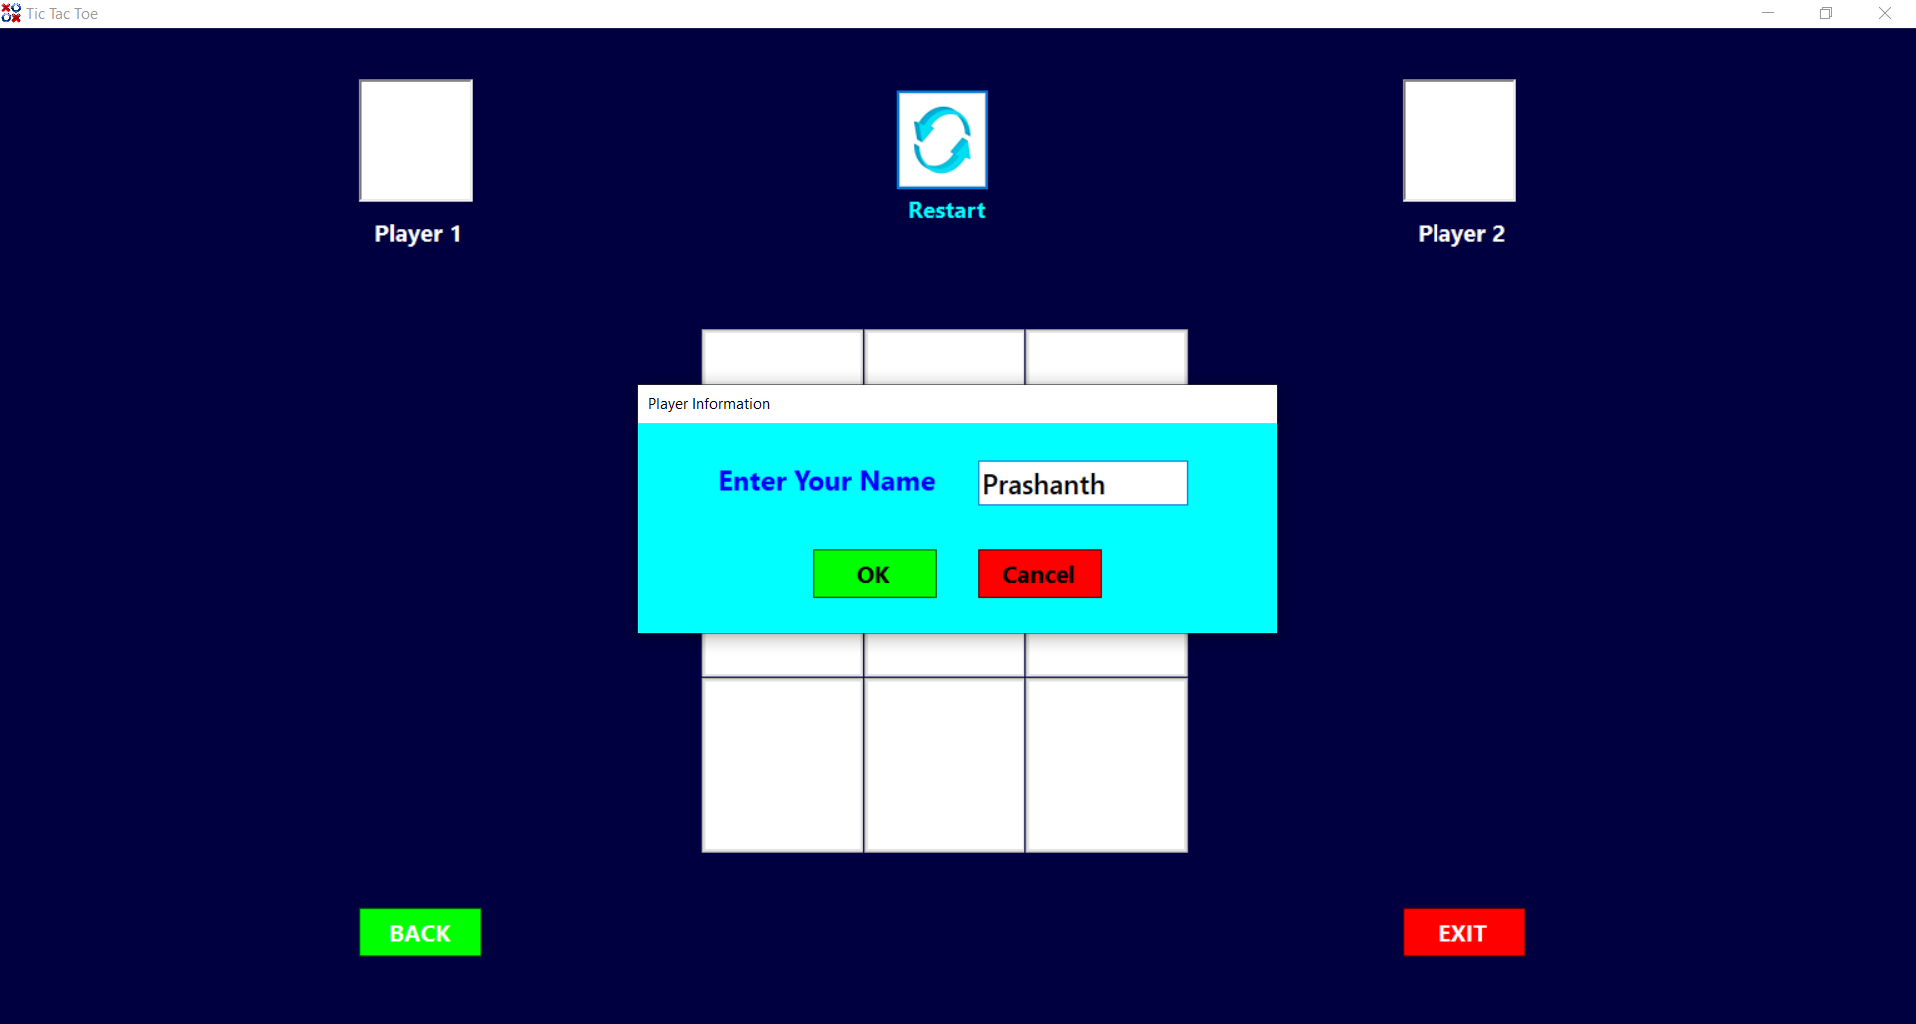 Tic Tac Toe
Restart
Player 1
Player 2
Player Information
Enter Your Name
Prashanth
OK
Cancel
BACK
EXIT